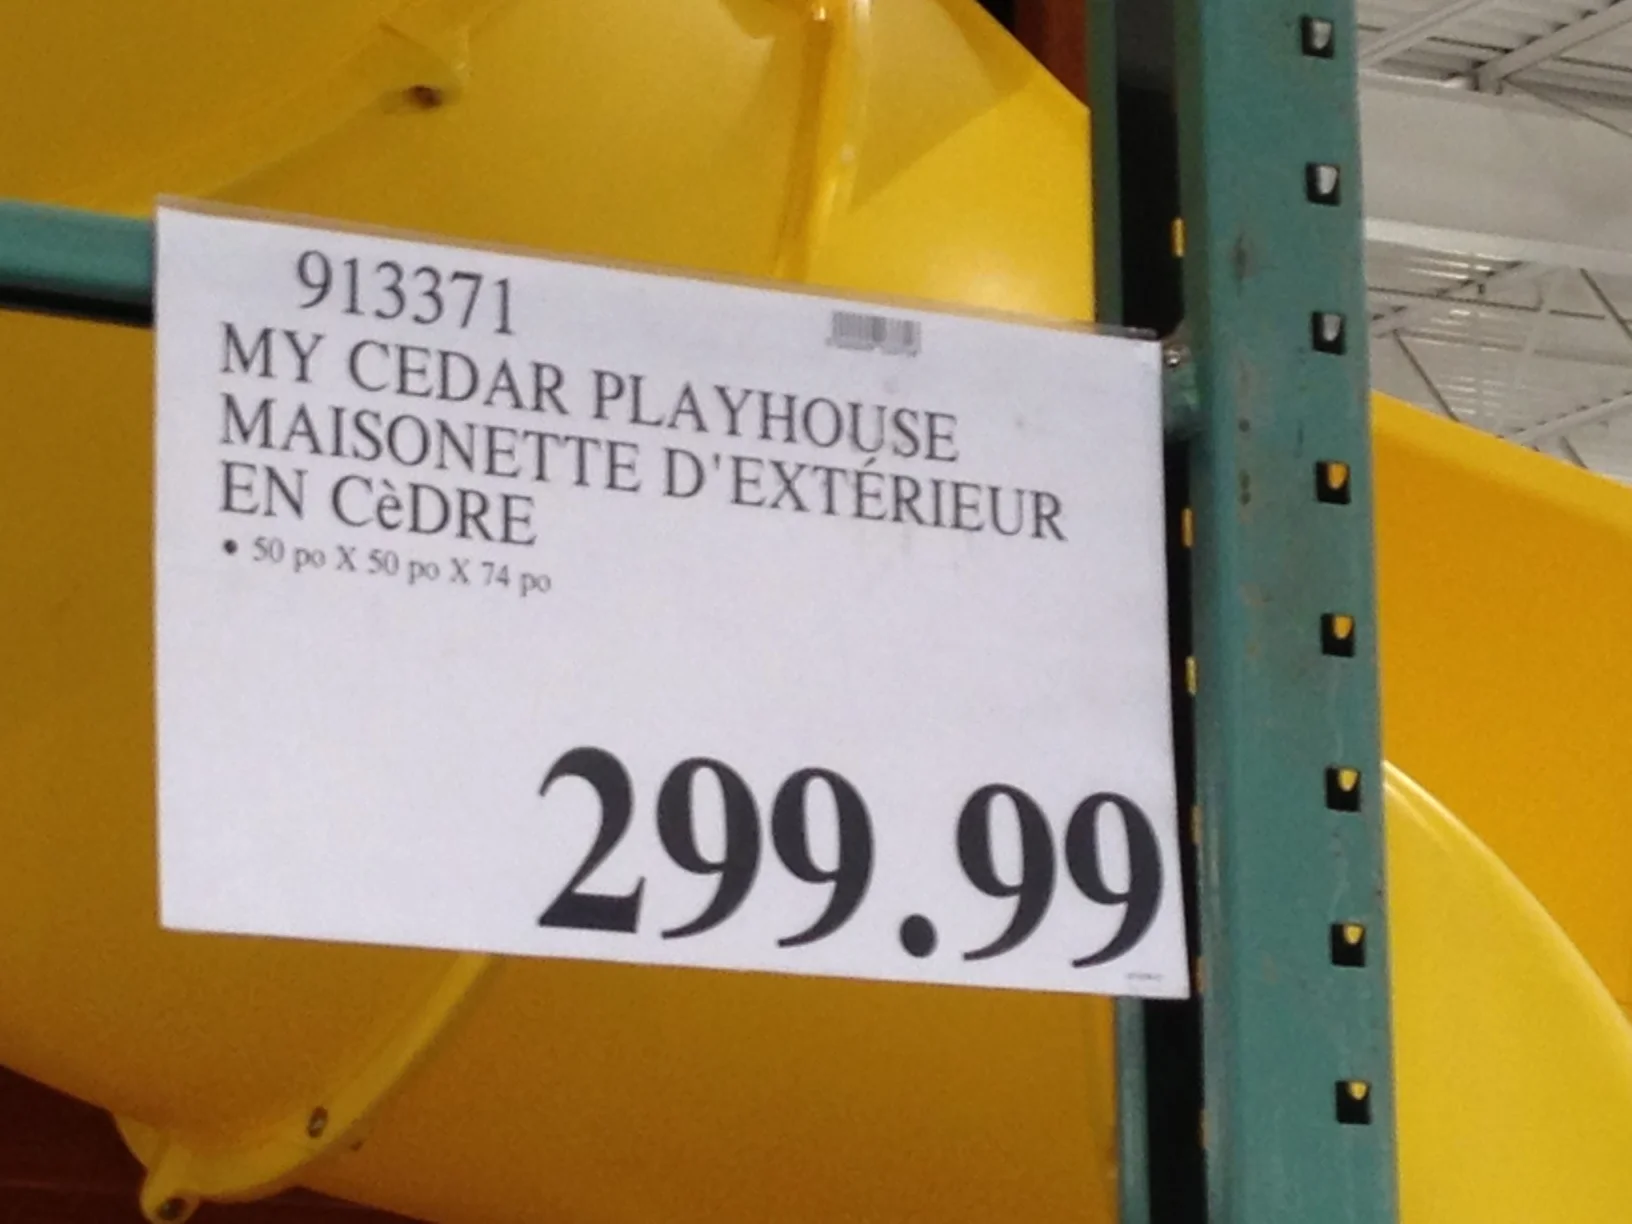 913371
MY CEDAR PLAYHOUSE
MAISONETTE D'EXTÉRIEUR
EN CèDRE
• 50 po X 50 po X 74 po
299.99